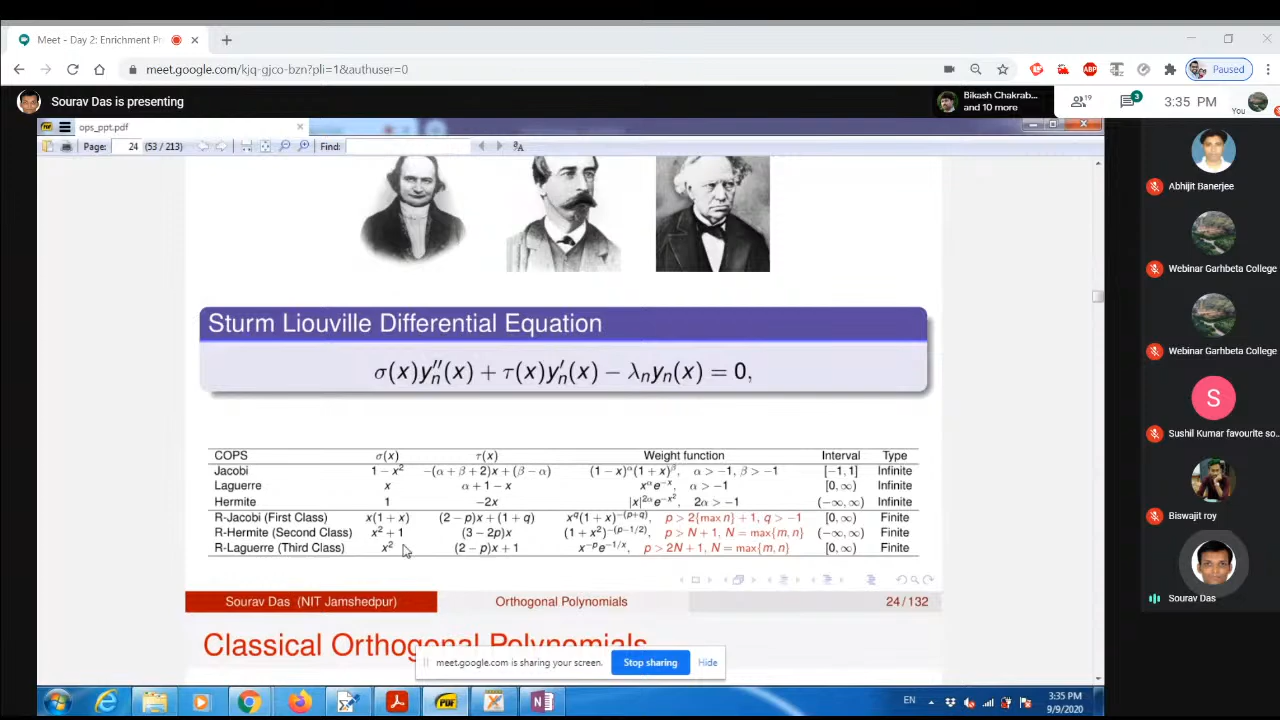 Meet - Day 2: Enrichment Pr
meet.google.com/kjq-gjco-bzn?pli=1&authuser=0
ABP
Paused
Sourav Das is presenting
Bikash Chakrab...
and 10 more
19
3
3:35 PM
You
ops_ppt.pdf
Page: 24 (53 / 213) Find:
Sturm Liouville Differential Equation
σ(x)y″ₙ(x) + τ(x)y′ₙ(x) − λₙyₙ(x) = 0,
COPS σ(x) τ(x) Weight function Interval Type
Jacobi 1 − x² −(α + β + 2)x + (β − α) (1 − x)^α(1 + x)^β, α > −1, β > −1 [−1, 1] Infinite
Laguerre x α + 1 − x x^αe^−x, α > −1 [0, ∞) Infinite
Hermite 1 −2x |x|^2αe^−x², 2α > −1 (−∞, ∞) Infinite
R-Jacobi (First Class) x(1 + x) (2 − p)x + (1 + q) x^q(1 + x)^−(p+q), p > 2{max n} + 1, q > −1 [0, ∞) Finite
R-Hermite (Second Class) x² + 1 (3 − 2p)x (1 + x²)^−(p−1/2), p > N + 1, N = max{m, n} (−∞, ∞) Finite
R-Laguerre (Third Class) x² (2 − p)x + 1 x^−pe^−1/x, p > 2N + 1, N = max{m, n} [0, ∞) Finite
Sourav Das (NIT Jamshedpur) Orthogonal Polynomials 24 / 132
Classical Orthogonal Polynomials
meet.google.com is sharing your screen. Stop sharing Hide
Abhijit Banerjee
Webinar Garhbeta College
Webinar Garhbeta College
S
Sushil Kumar favourite so...
Biswajit roy
Sourav Das
PDF
EN
3:35 PM
9/9/2020